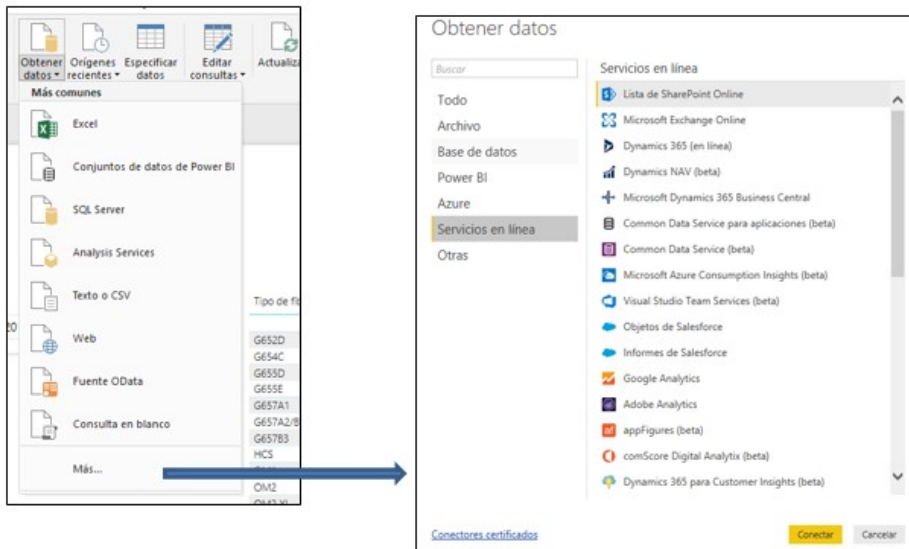 Obtener datos
Orígenes recientes
Especificar datos
Editar consultas
Más comunes
Excel
Conjuntos de datos de Power BI
SQL Server
Analysis Services
Texto o CSV
Web
Fuente OData
Consulta en blanco
Más...
20
Tipo de
G652D
G654C
G655D
G655E
G657A1
G657A2/B
G657B3
HCS
OM2
Obtener datos
Buscar
Todo
Archivo
Base de datos
Power BI
Azure
Servicios en línea
Otras
Servicios en línea
Lista de SharePoint Online
Microsoft Exchange Online
Dynamics 365 (en línea)
Dynamics NAV (beta)
Microsoft Dynamics 365 Business Central
Common Data Service para aplicaciones (beta)
Common Data Service (beta)
Microsoft Azure Consumption Insights (beta)
Visual Studio Team Services (beta)
Objetos de Salesforce
Informes de Salesforce
Google Analytics
Adobe Analytics
appFigures (beta)
comScore Digital Analytix (beta)
Dynamics 365 para Customer Insights (beta)
Conectores certificados
Conectar
Cancelar